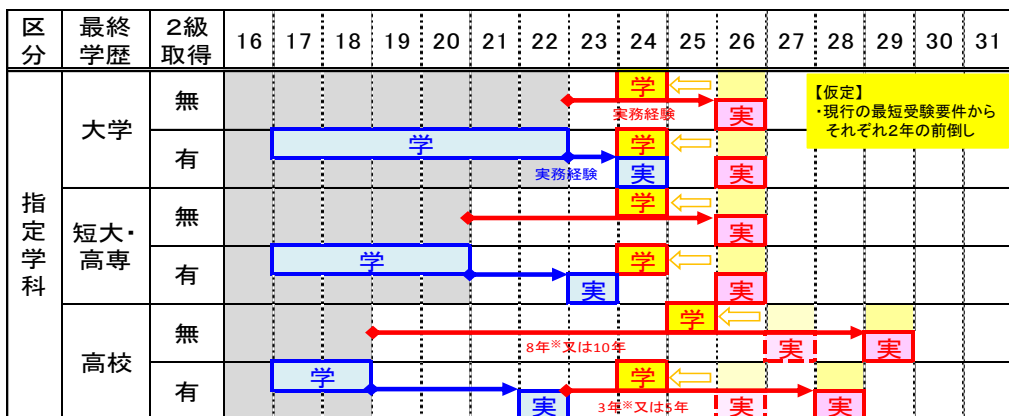 区分 最終学歴 2級取得 16 17 18 19 20 21 22 23 24 25 26 27 28 29 30 31
指定学科
大学
無
学
実務経験
実
【仮定】
・現行の最短受験要件から
それぞれ2年の前倒し
有
学
学
実務経験
実
実
短大・高専
無
学
実
有
学
学
実
実
高校
無
学
8年※又は10年
実
実
有
学
学
実
3年※又は5年
実
実